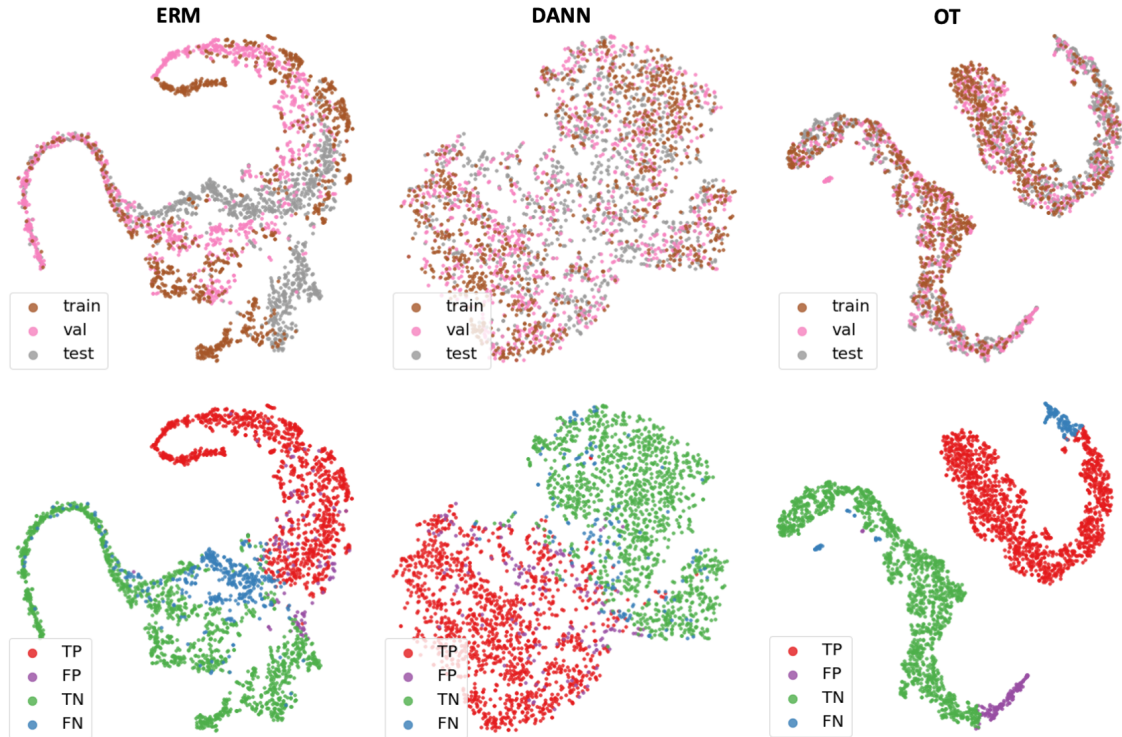 ERM
DANN
OT
train
val
test
train
val
test
train
val
test
TP
FP
TN
FN
TP
FP
TN
FN
TP
FP
TN
FN